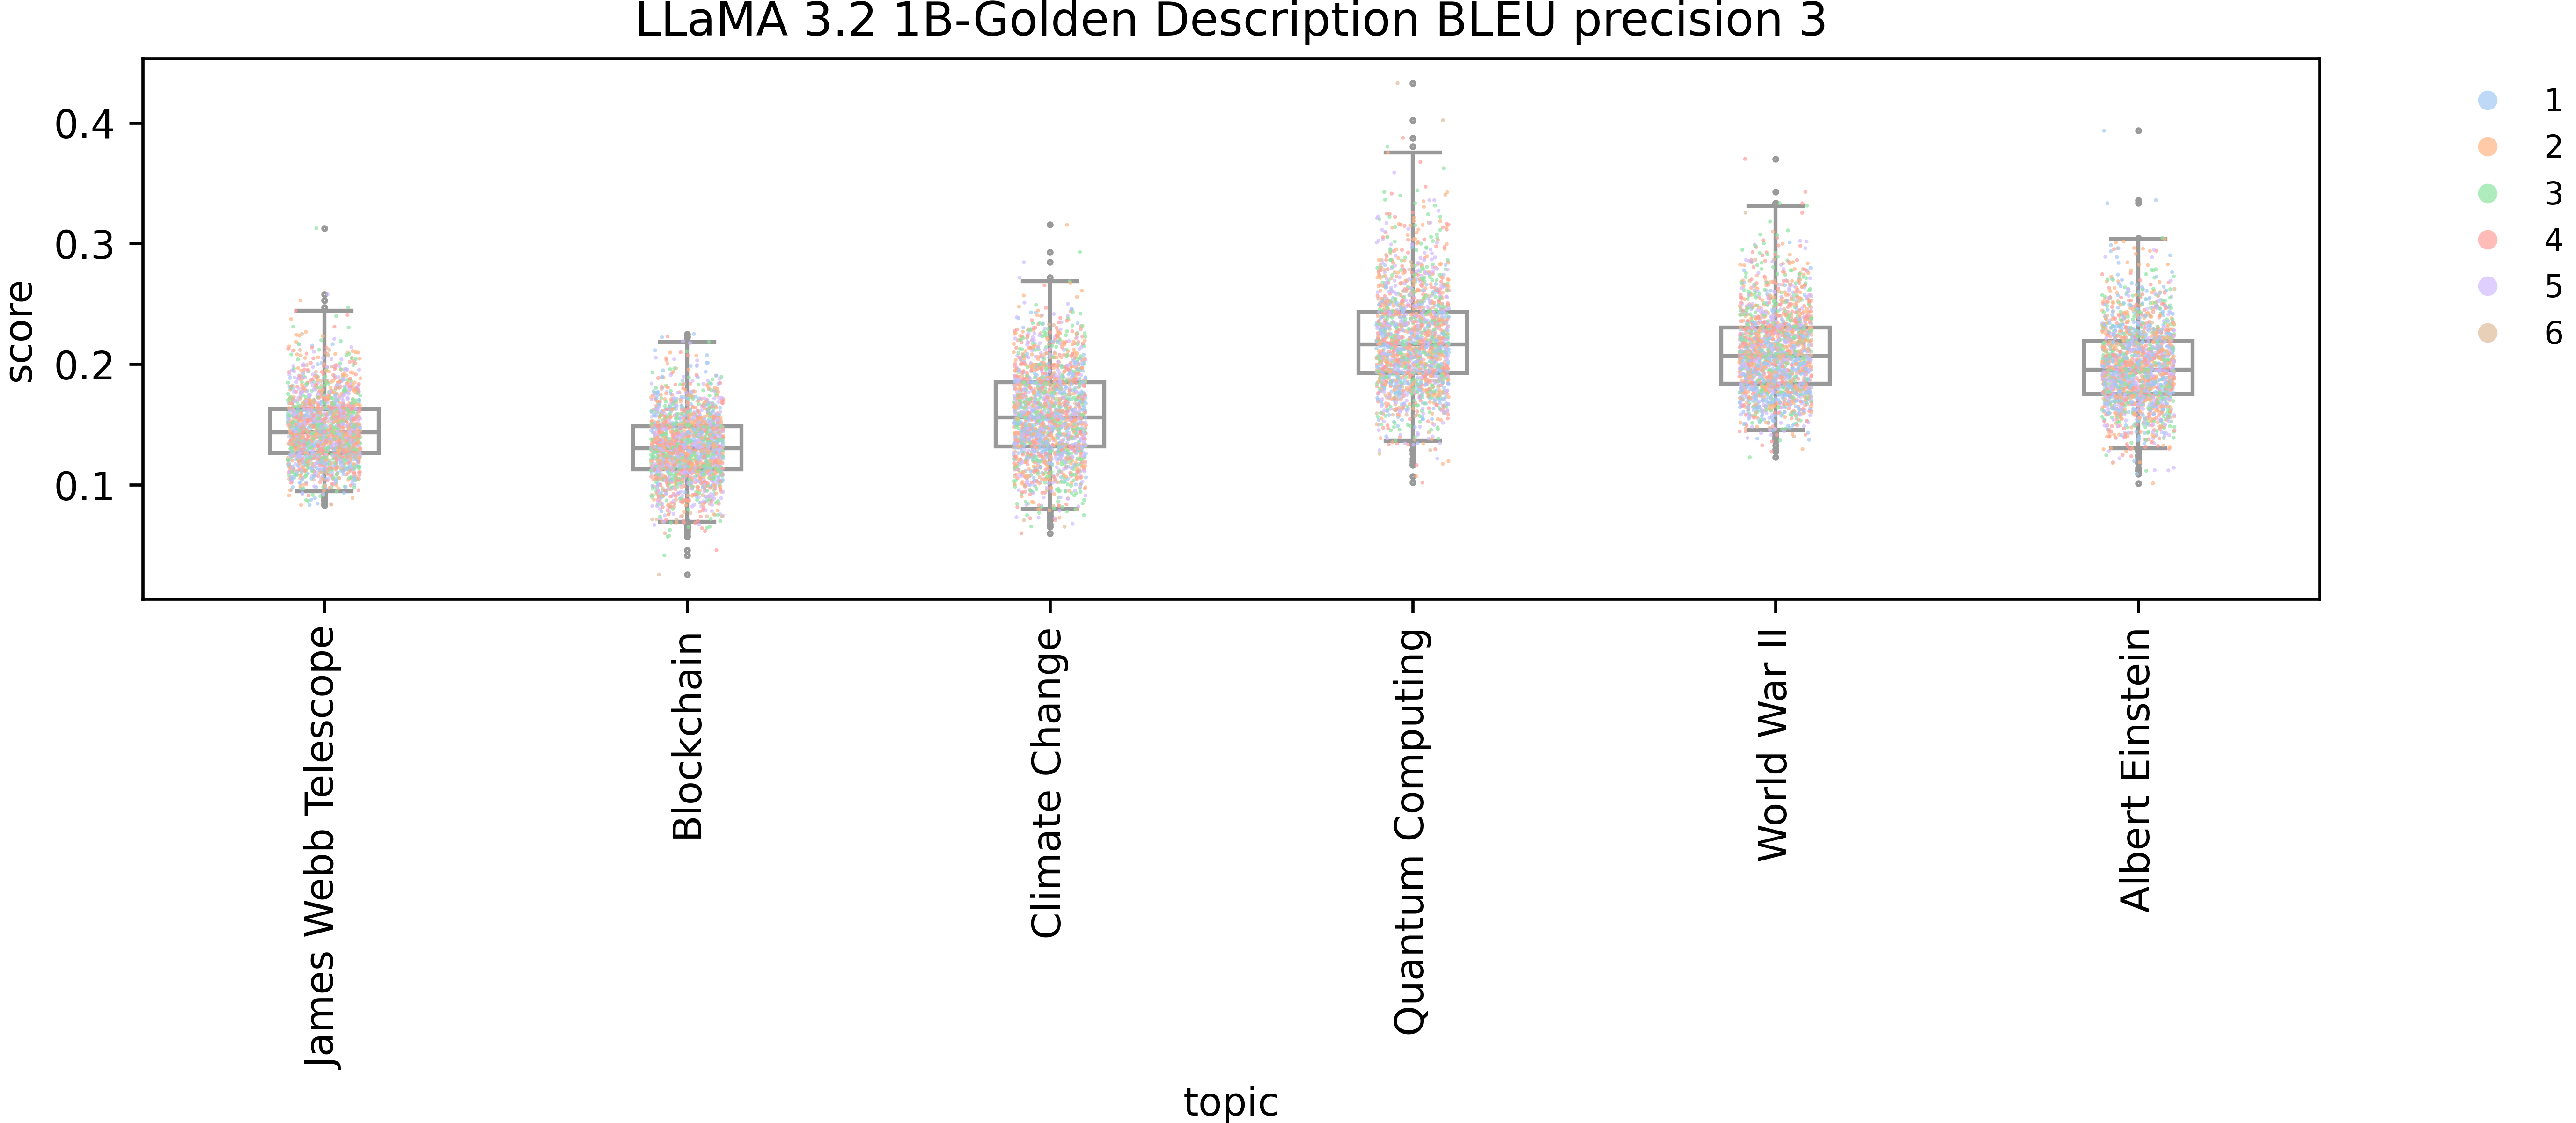 LLaMA 3.2 1B-Golden Description BLEU precision 3
score
0.4
0.3
0.2
0.1
James Webb Telescope
Blockchain
Climate Change
Quantum Computing
World War II
Albert Einstein
topic
1
2
3
4
5
6